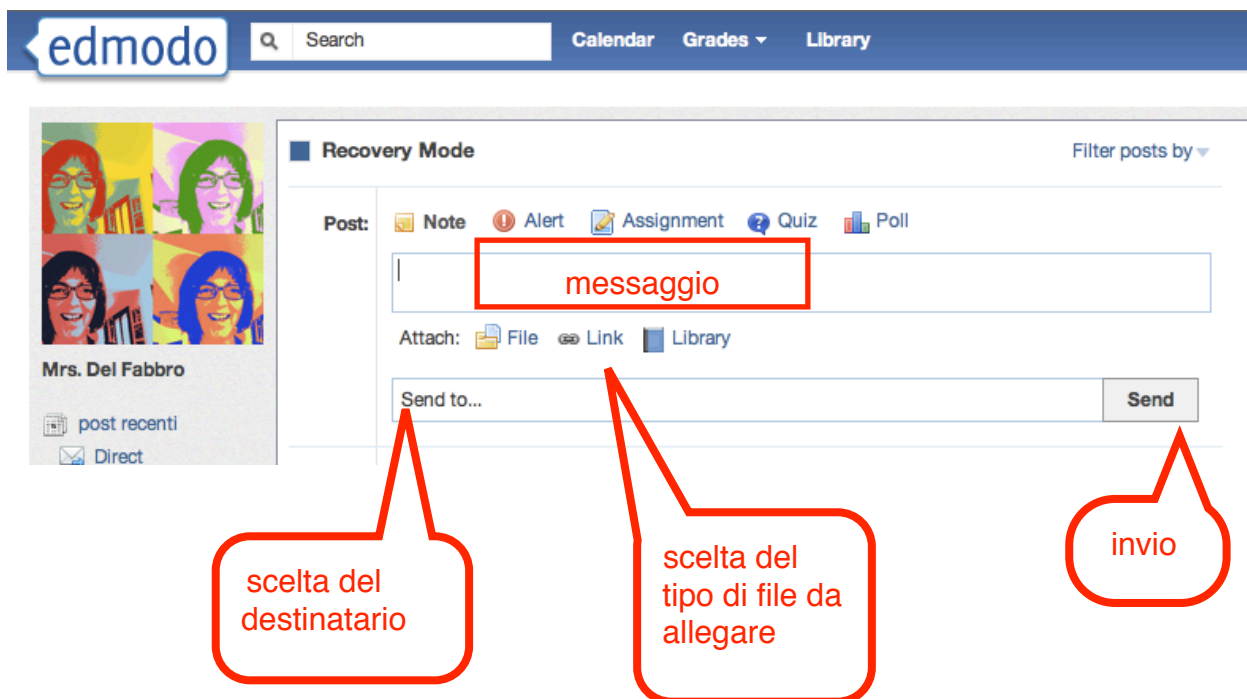 edmodo Search Calendar Grades Library
Recovery Mode Filter posts by
Post: Note Alert Assignment Quiz Poll
messaggio
Attach: File Link Library
Mrs. Del Fabbro
Send to... Send
post recenti
Direct
scelta del
destinatario
scelta del
tipo di file da
allegare
invio